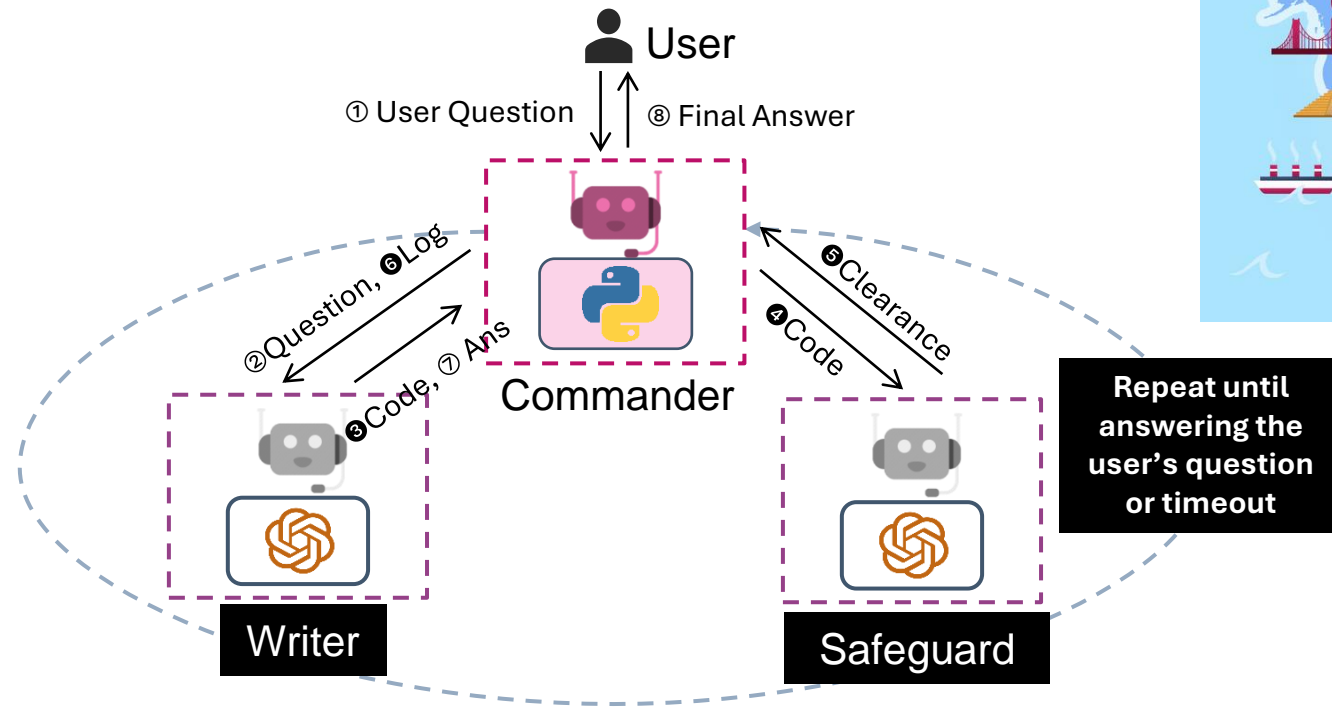 User
① User Question
⑧ Final Answer
②Question, ❻Log
❸Code, ⑦ Ans
❺Clearance
❹Code
Commander
Repeat until
answering the
user’s question
or timeout
Writer
Safeguard